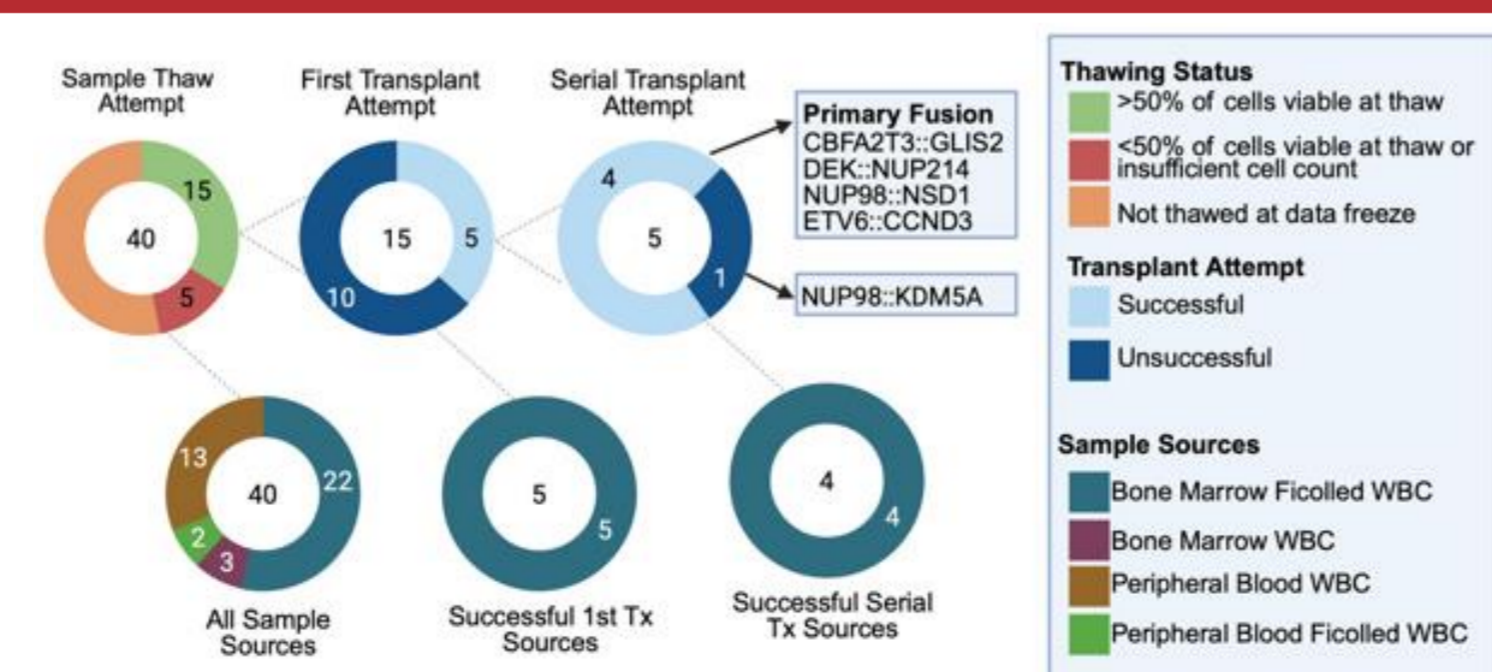 Sample Thaw
Attempt
15
40
5
First Transplant
Attempt
15
5
10
Serial Transplant
Attempt
4
5
1
Primary Fusion
CBFA2T3::GLIS2
DEK::NUP214
NUP98::NSD1
ETV6::CCND3
NUP98::KDM5A
13
22
40
2
3
All Sample
Sources
5
5
Successful 1st Tx
Sources
4
4
Successful Serial
Tx Sources
Thawing Status
>50% of cells viable at thaw
<50% of cells viable at thaw or
insufficient cell count
Not thawed at data freeze
Transplant Attempt
Successful
Unsuccessful
Sample Sources
Bone Marrow Ficolled WBC
Bone Marrow WBC
Peripheral Blood WBC
Peripheral Blood Ficolled WBC